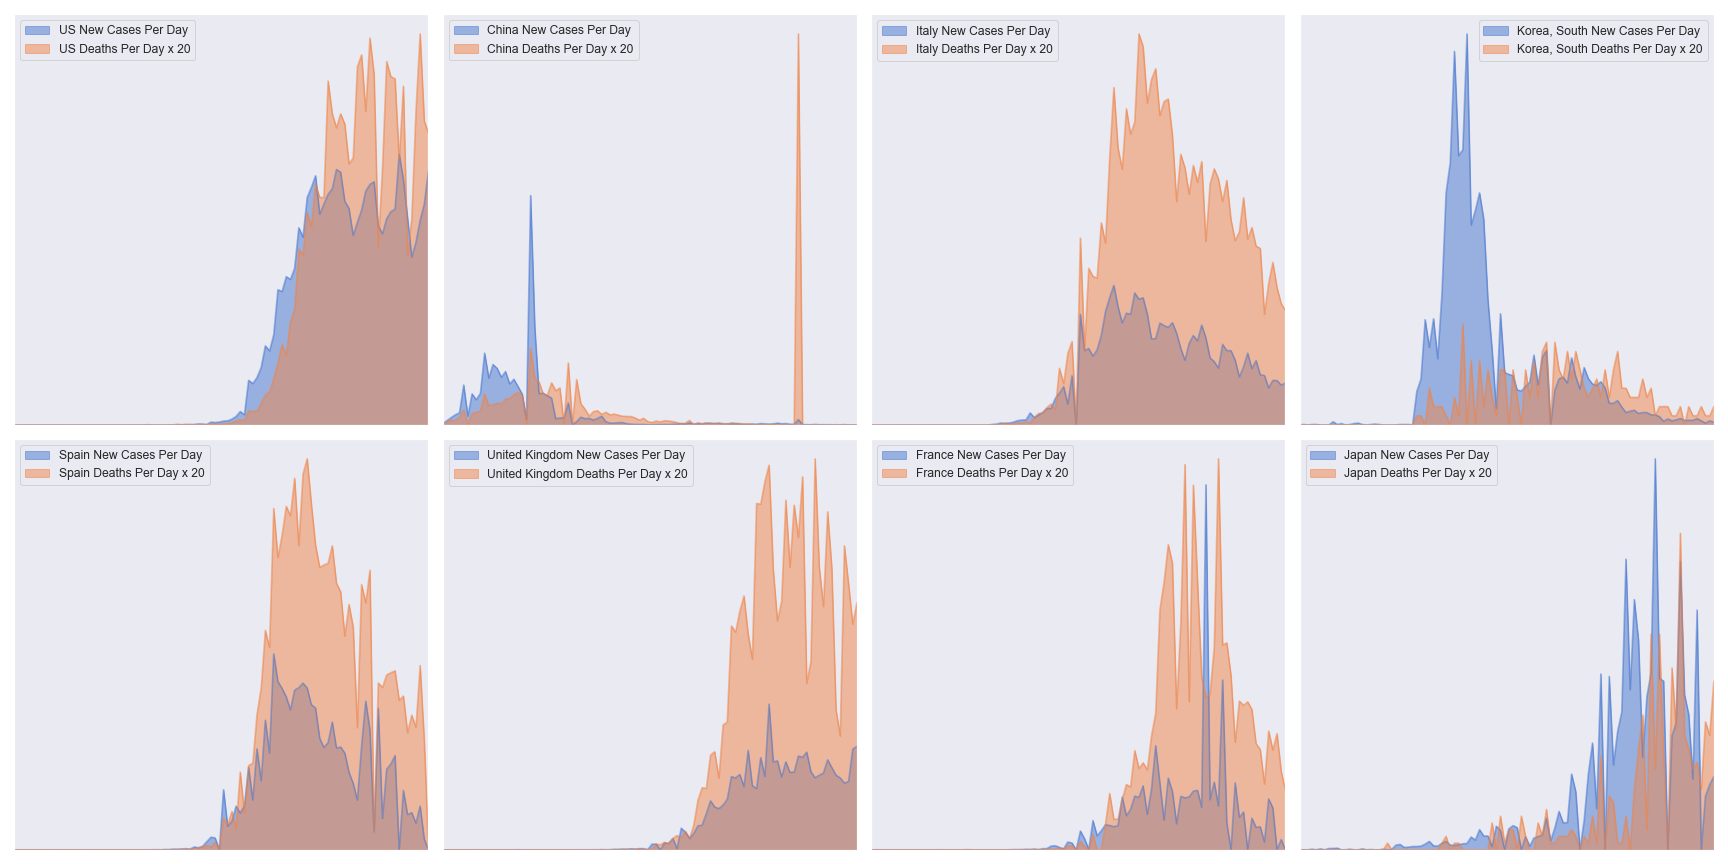 US New Cases Per Day
US Deaths Per Day x 20
China New Cases Per Day
China Deaths Per Day x 20
Italy New Cases Per Day
Italy Deaths Per Day x 20
Korea, South New Cases Per Day
Korea, South Deaths Per Day x 20
Spain New Cases Per Day
Spain Deaths Per Day x 20
United Kingdom New Cases Per Day
United Kingdom Deaths Per Day x 20
France New Cases Per Day
France Deaths Per Day x 20
Japan New Cases Per Day
Japan Deaths Per Day x 20